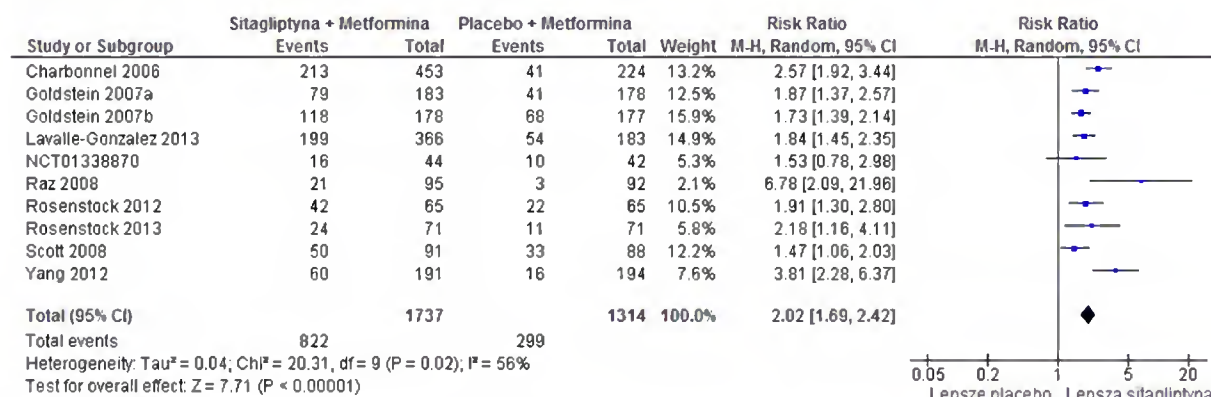 Sitagliptyna + Metformina Placebo + Metformina Risk Ratio Risk Ratio
Study or Subgroup Events Total Events Total Weight M-H, Random, 95% CI M-H, Random, 95% CI
Charbonnel 2006 213 453 41 224 13.2% 2.57 [1.92, 3.44]
Goldstein 2007a 79 183 41 178 12.5% 1.87 [1.37, 2.57]
Goldstein 2007b 118 178 68 177 15.9% 1.73 [1.39, 2.14]
Lavalle-Gonzalez 2013 199 366 54 183 14.9% 1.84 [1.45, 2.35]
NCT01338870 16 44 10 42 5.3% 1.53 [0.78, 2.98]
Raz 2008 21 95 3 92 2.1% 6.78 [2.09, 21.96]
Rosenstock 2012 42 65 22 65 10.5% 1.91 [1.30, 2.80]
Rosenstock 2013 24 71 11 71 5.8% 2.18 [1.16, 4.11]
Scott 2008 50 91 33 88 12.2% 1.47 [1.06, 2.03]
Yang 2012 60 191 16 194 7.6% 3.81 [2.28, 6.37]
Total (95% CI) 1737 1314 100.0% 2.02 [1.69, 2.42]
Total events 822 299
Heterogeneity: Tau² = 0.04; Chi² = 20.31, df = 9 (P = 0.02); I² = 56%
Test for overall effect: Z = 7.71 (P < 0.00001)
0.05 0.2 1 5 20
Lepsze placebo Lepsza sitagliptyna